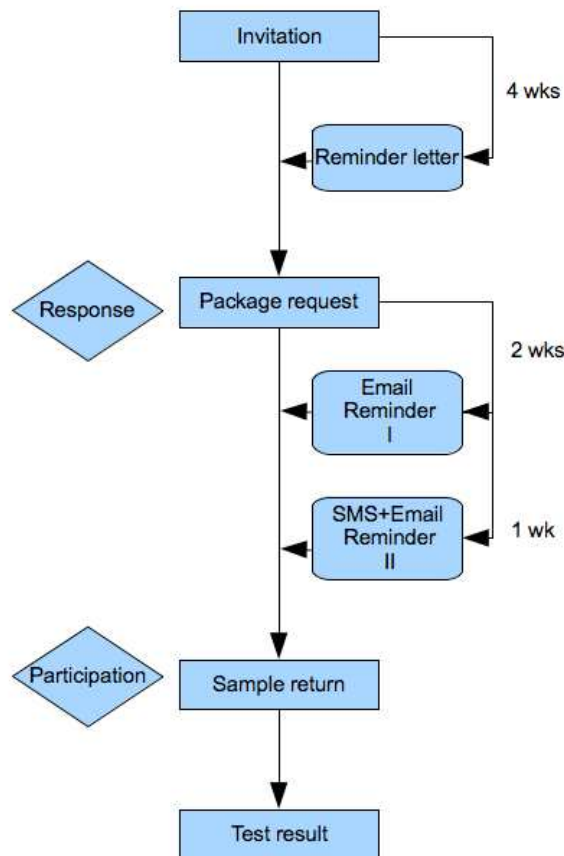 Invitation
4 wks
Reminder letter
Response
Package request
2 wks
Email
Reminder
I
SMS+Email
Reminder
II
1 wk
Participation
Sample return
Test result